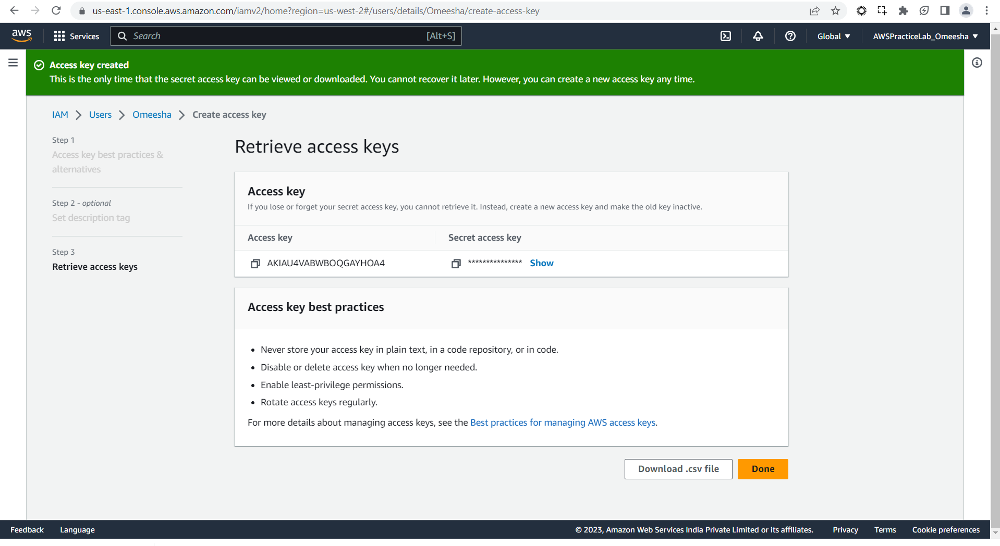 us-east-1.console.aws.amazon.com/iamv2/home?region=us-west-2#/users/details/Omeesha/create-access-key
aws Services Search [Alt+S] Global AWSPracticeLab_Omeesha
Access key created
This is the only time that the secret access key can be viewed or downloaded. You cannot recover it later. However, you can create a new access key any time.
IAM Users Omeesha Create access key
Step 1
Access key best practices &
alternatives
Step 2 - optional
Set description tag
Step 3
Retrieve access keys
Retrieve access keys
Access key
If you lose or forget your secret access key, you cannot retrieve it. Instead, create a new access key and make the old key inactive.
Access key Secret access key
AKIAU4VABWBOQGAYHOA4 *************** Show
Access key best practices
• Never store your access key in plain text, in a code repository, or in code.
• Disable or delete access key when no longer needed.
• Enable least-privilege permissions.
• Rotate access keys regularly.
For more details about managing access keys, see the Best practices for managing AWS access keys.
Download .csv file Done
Feedback Language © 2023, Amazon Web Services India Private Limited or its affiliates. Privacy Terms Cookie preferences